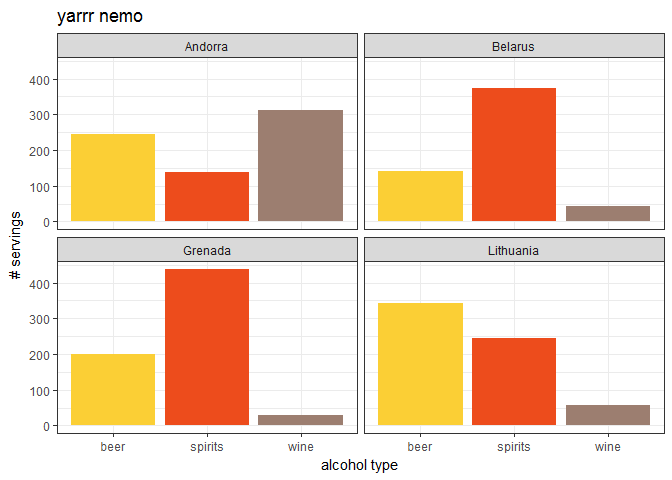 yarrr nemo
Andorra
Belarus
400
300
200
100
0
Grenada
Lithuania
400
300
200
100
0
# servings
beer spirits wine
beer spirits wine
alcohol type